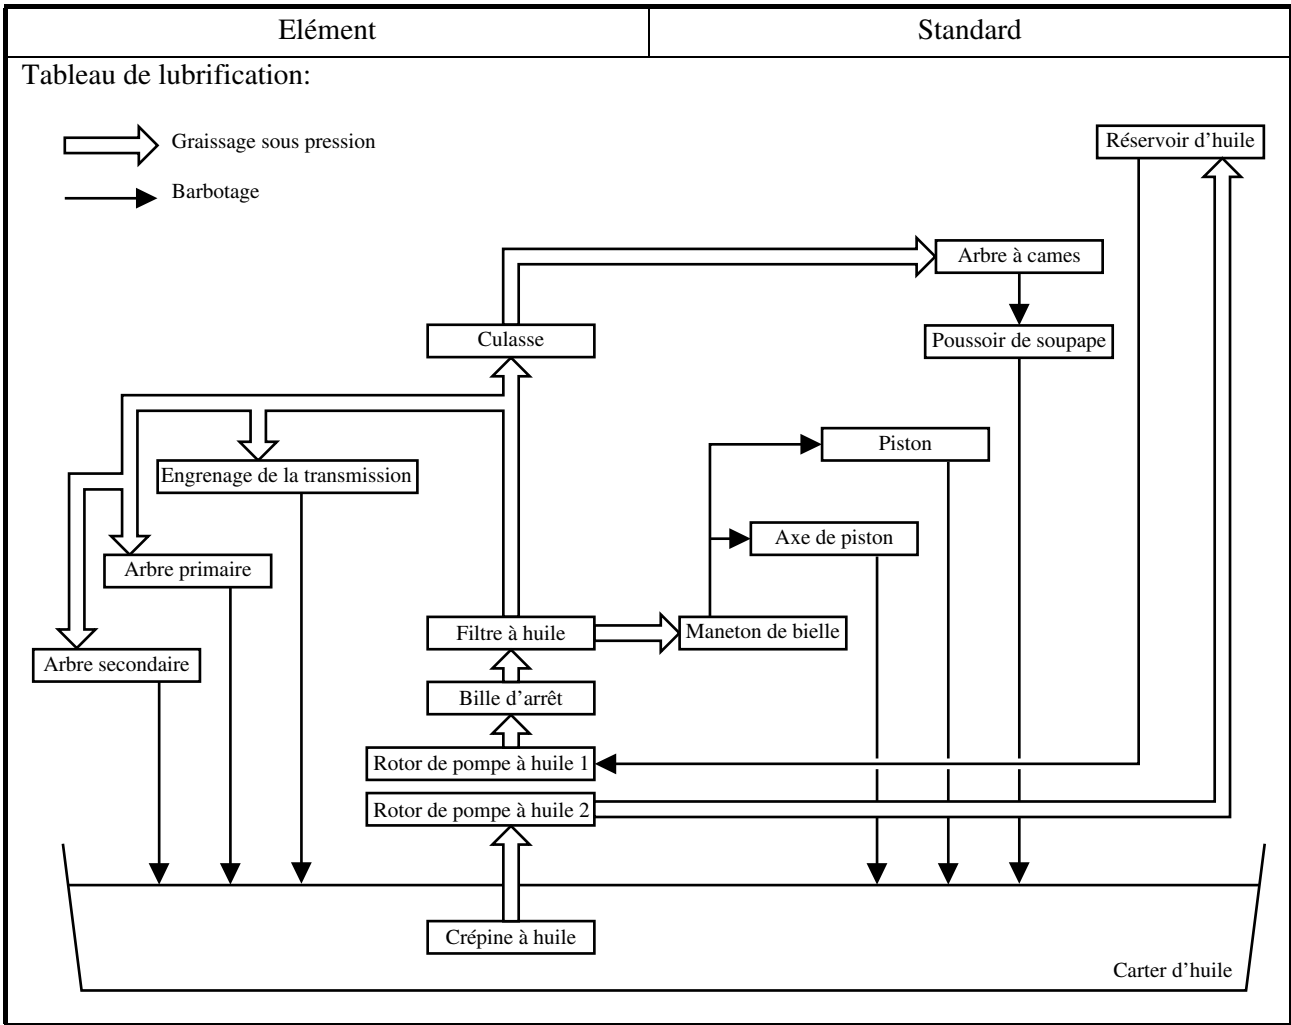 Elément
Standard
Tableau de lubrification:
Graissage sous pression
Réservoir d'huile
Barbotage
Arbre à cames
Culasse
Poussoir de soupape
Piston
Engrenage de la transmission
Axe de piston
Arbre primaire
Filtre à huile
Maneton de bielle
Arbre secondaire
Bille d'arrêt
Rotor de pompe à huile 1
Rotor de pompe à huile 2
Crépine à huile
Carter d'huile